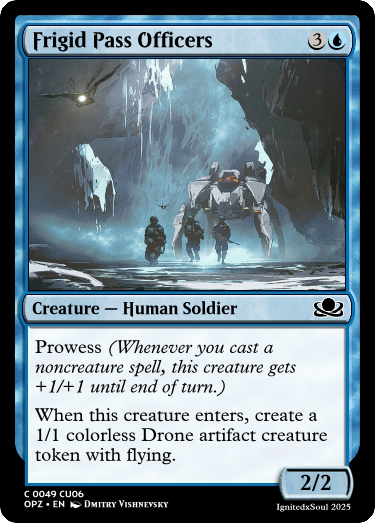 Frigid Pass Officers 3
Creature — Human Soldier
Prowess (Whenever you cast a
noncreature spell, this creature gets
+1/+1 until end of turn.)
When this creature enters, create a
1/1 colorless Drone artifact creature
token with flying.
2/2
C 0049 CU06
OPZ • EN Dmitry Vishnevsky
IgnitedxSoul 2025